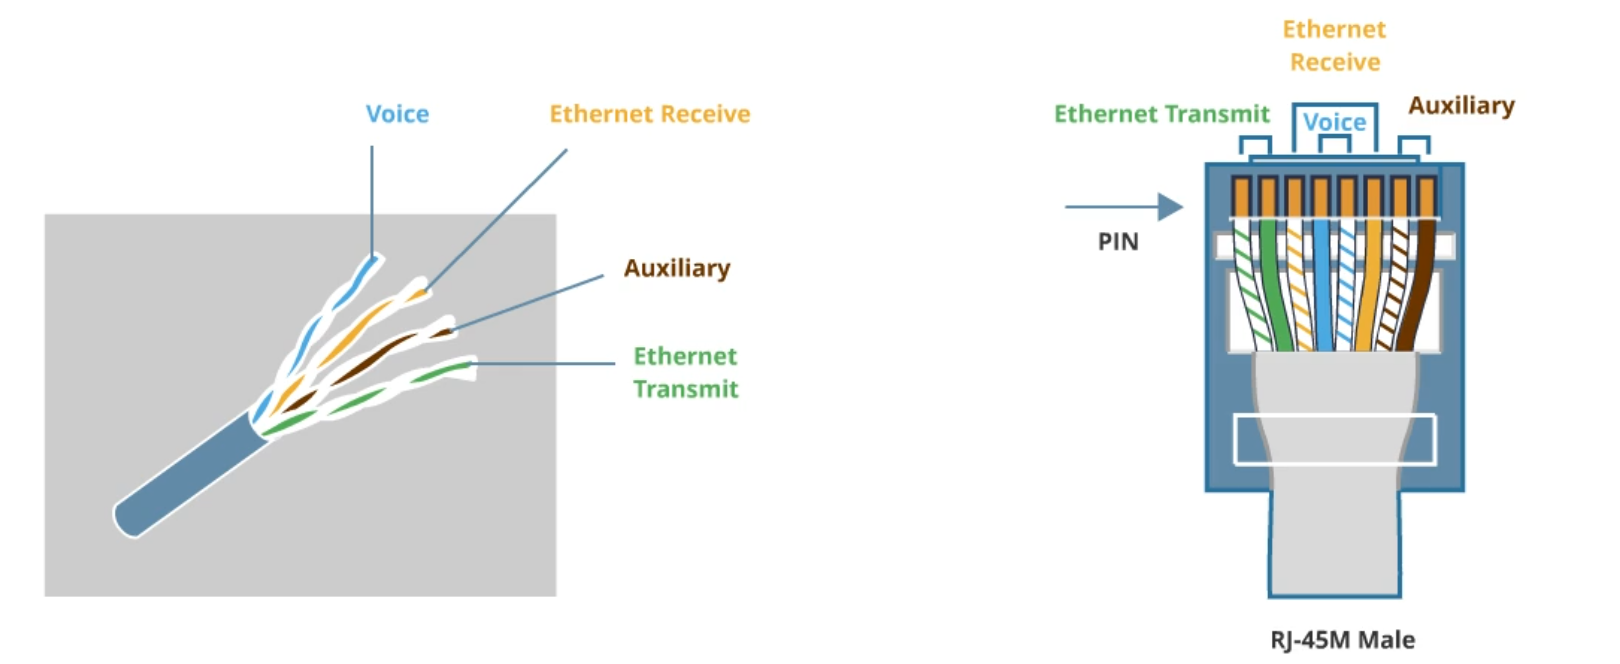 Voice
Ethernet Receive
Auxiliary
Ethernet
Transmit
Ethernet
Receive
Ethernet Transmit
Voice
Auxiliary
PIN
RJ-45M Male